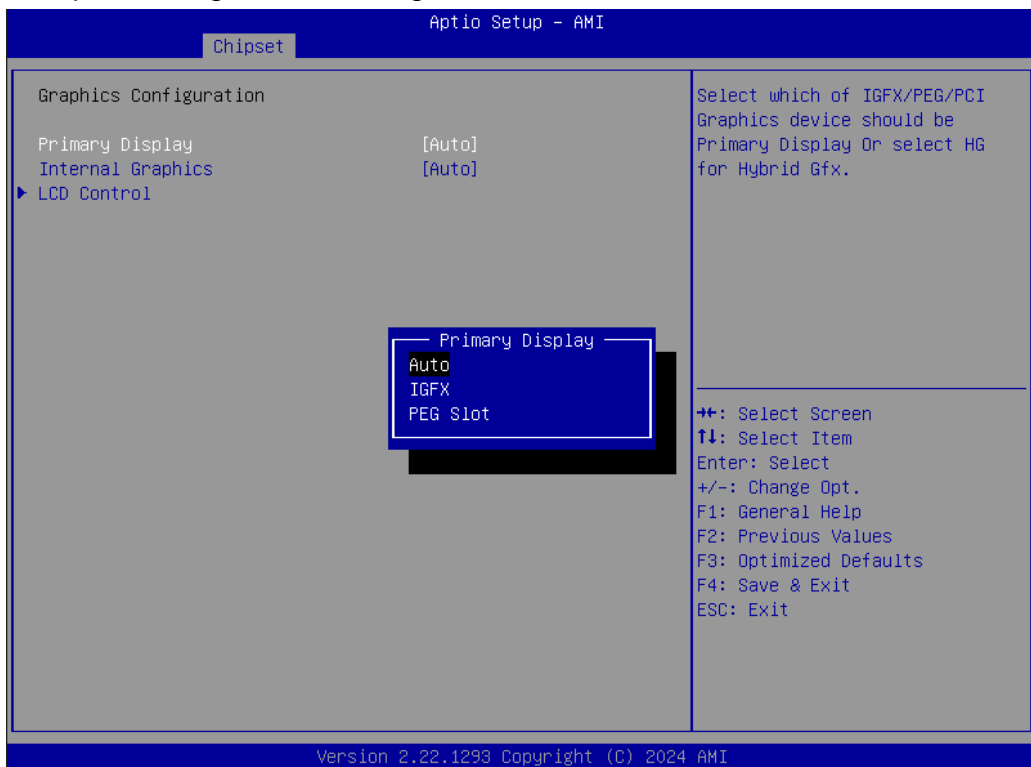 Aptio Setup – AMI
Chipset
Graphics Configuration
Primary Display [Auto]
Internal Graphics [Auto]
LCD Control
Select which of IGFX/PEG/PCI
Graphics device should be
Primary Display Or select HG
for Hybrid Gfx.
Primary Display
Auto
IGFX
PEG Slot
→←: Select Screen
↑↓: Select Item
Enter: Select
+/-: Change Opt.
F1: General Help
F2: Previous Values
F3: Optimized Defaults
F4: Save & Exit
ESC: Exit
Version 2.22.1293 Copyright (C) 2024 AMI